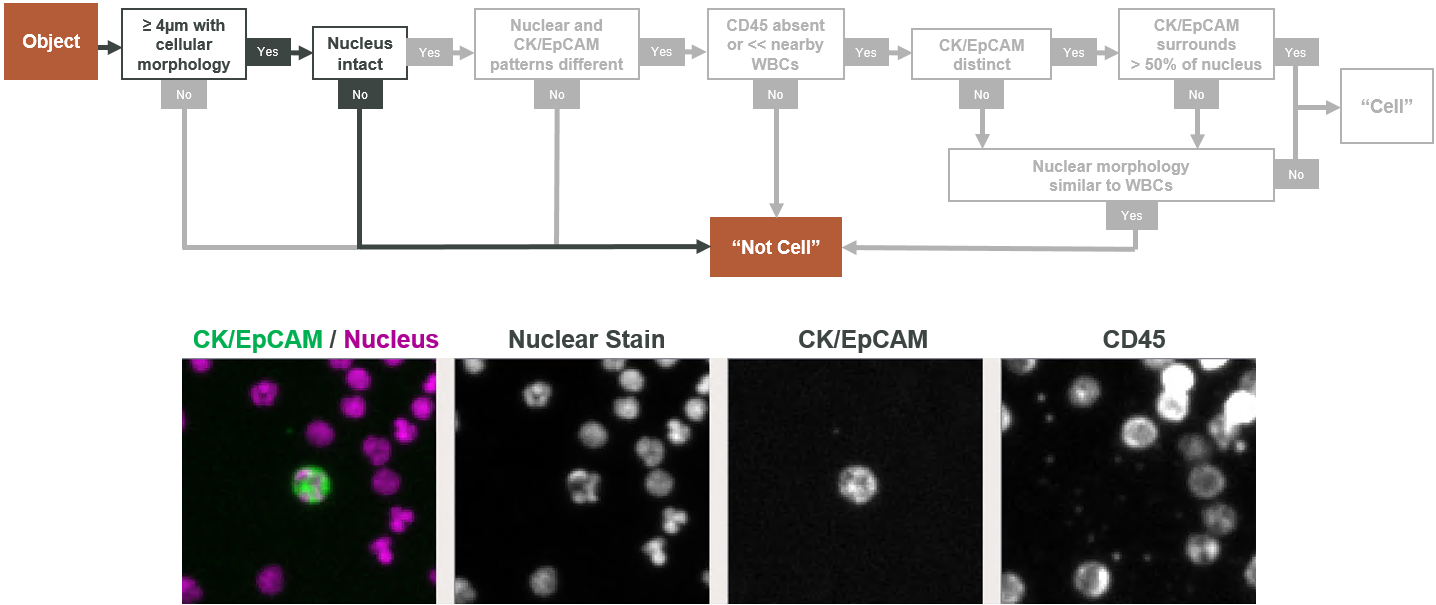 Object
≥ 4µm with
cellular
morphology
Yes
No
Nucleus
intact
Yes
No
Nuclear and
CK/EpCAM
patterns different
Yes
No
CD45 absent
or << nearby
WBCs
Yes
No
CK/EpCAM
distinct
Yes
No
CK/EpCAM
surrounds
> 50% of nucleus
Yes
No
“Cell”
Nuclear morphology
similar to WBCs
No
Yes
“Not Cell”
CK/EpCAM / Nucleus
Nuclear Stain
CK/EpCAM
CD45